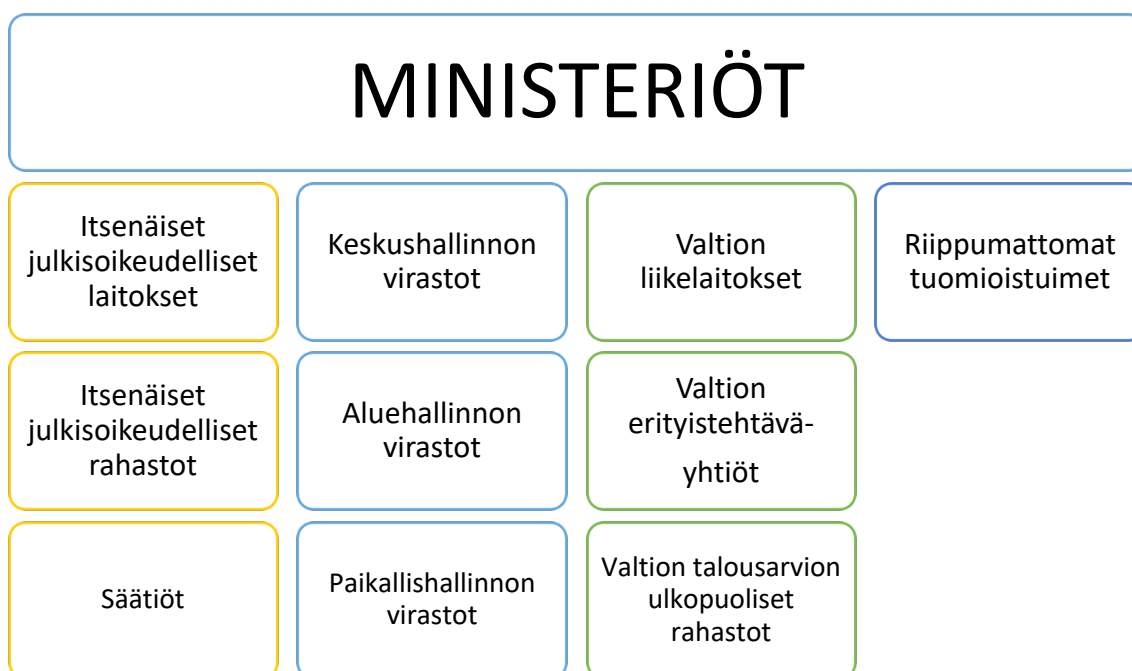 MINISTERIÖT
Itsenäiset
julkisoikeudelliset
laitokset
Keskushallinnon
virastot
Valtion
liikelaitokset
Riippumattomat
tuomioistuimet
Itsenäiset
julkisoikeudelliset
rahastot
Aluehallinnon
virastot
Valtion
erityistehtävä-
yhtiöt
Säätiöt
Paikallishallinnon
virastot
Valtion talousarvion
ulkopuoliset
rahastot